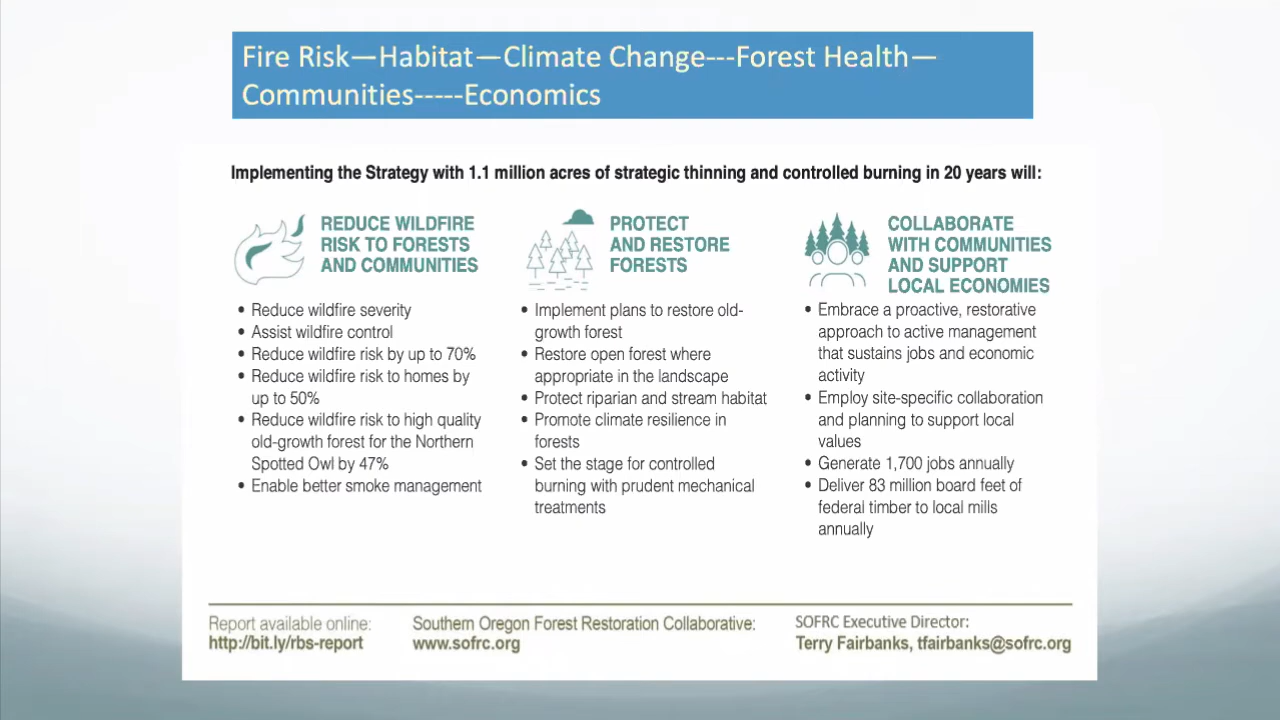 Fire Risk—Habitat—Climate Change---Forest Health—
Communities-----Economics
Implementing the Strategy with 1.1 million acres of strategic thinning and controlled burning in 20 years will:
REDUCE WILDFIRE
RISK TO FORESTS
AND COMMUNITIES
• Reduce wildfire severity
• Assist wildfire control
• Reduce wildfire risk by up to 70%
• Reduce wildfire risk to homes by
up to 50%
• Reduce wildfire risk to high quality
old-growth forest for the Northern
Spotted Owl by 47%
• Enable better smoke management
PROTECT
AND RESTORE
FORESTS
• Implement plans to restore old-
growth forest
• Restore open forest where
appropriate in the landscape
• Protect riparian and stream habitat
• Promote climate resilience in
forests
• Set the stage for controlled
burning with prudent mechanical
treatments
COLLABORATE
WITH COMMUNITIES
AND SUPPORT
LOCAL ECONOMIES
• Embrace a proactive, restorative
approach to active management
that sustains jobs and economic
activity
• Employ site-specific collaboration
and planning to support local
values
• Generate 1,700 jobs annually
• Deliver 83 million board feet of
federal timber to local mills
annually
Report available online:
http://bit.ly/rbs-report
Southern Oregon Forest Restoration Collaborative:
www.sofrc.org
SOFRC Executive Director:
Terry Fairbanks, tfairbanks@sofrc.org